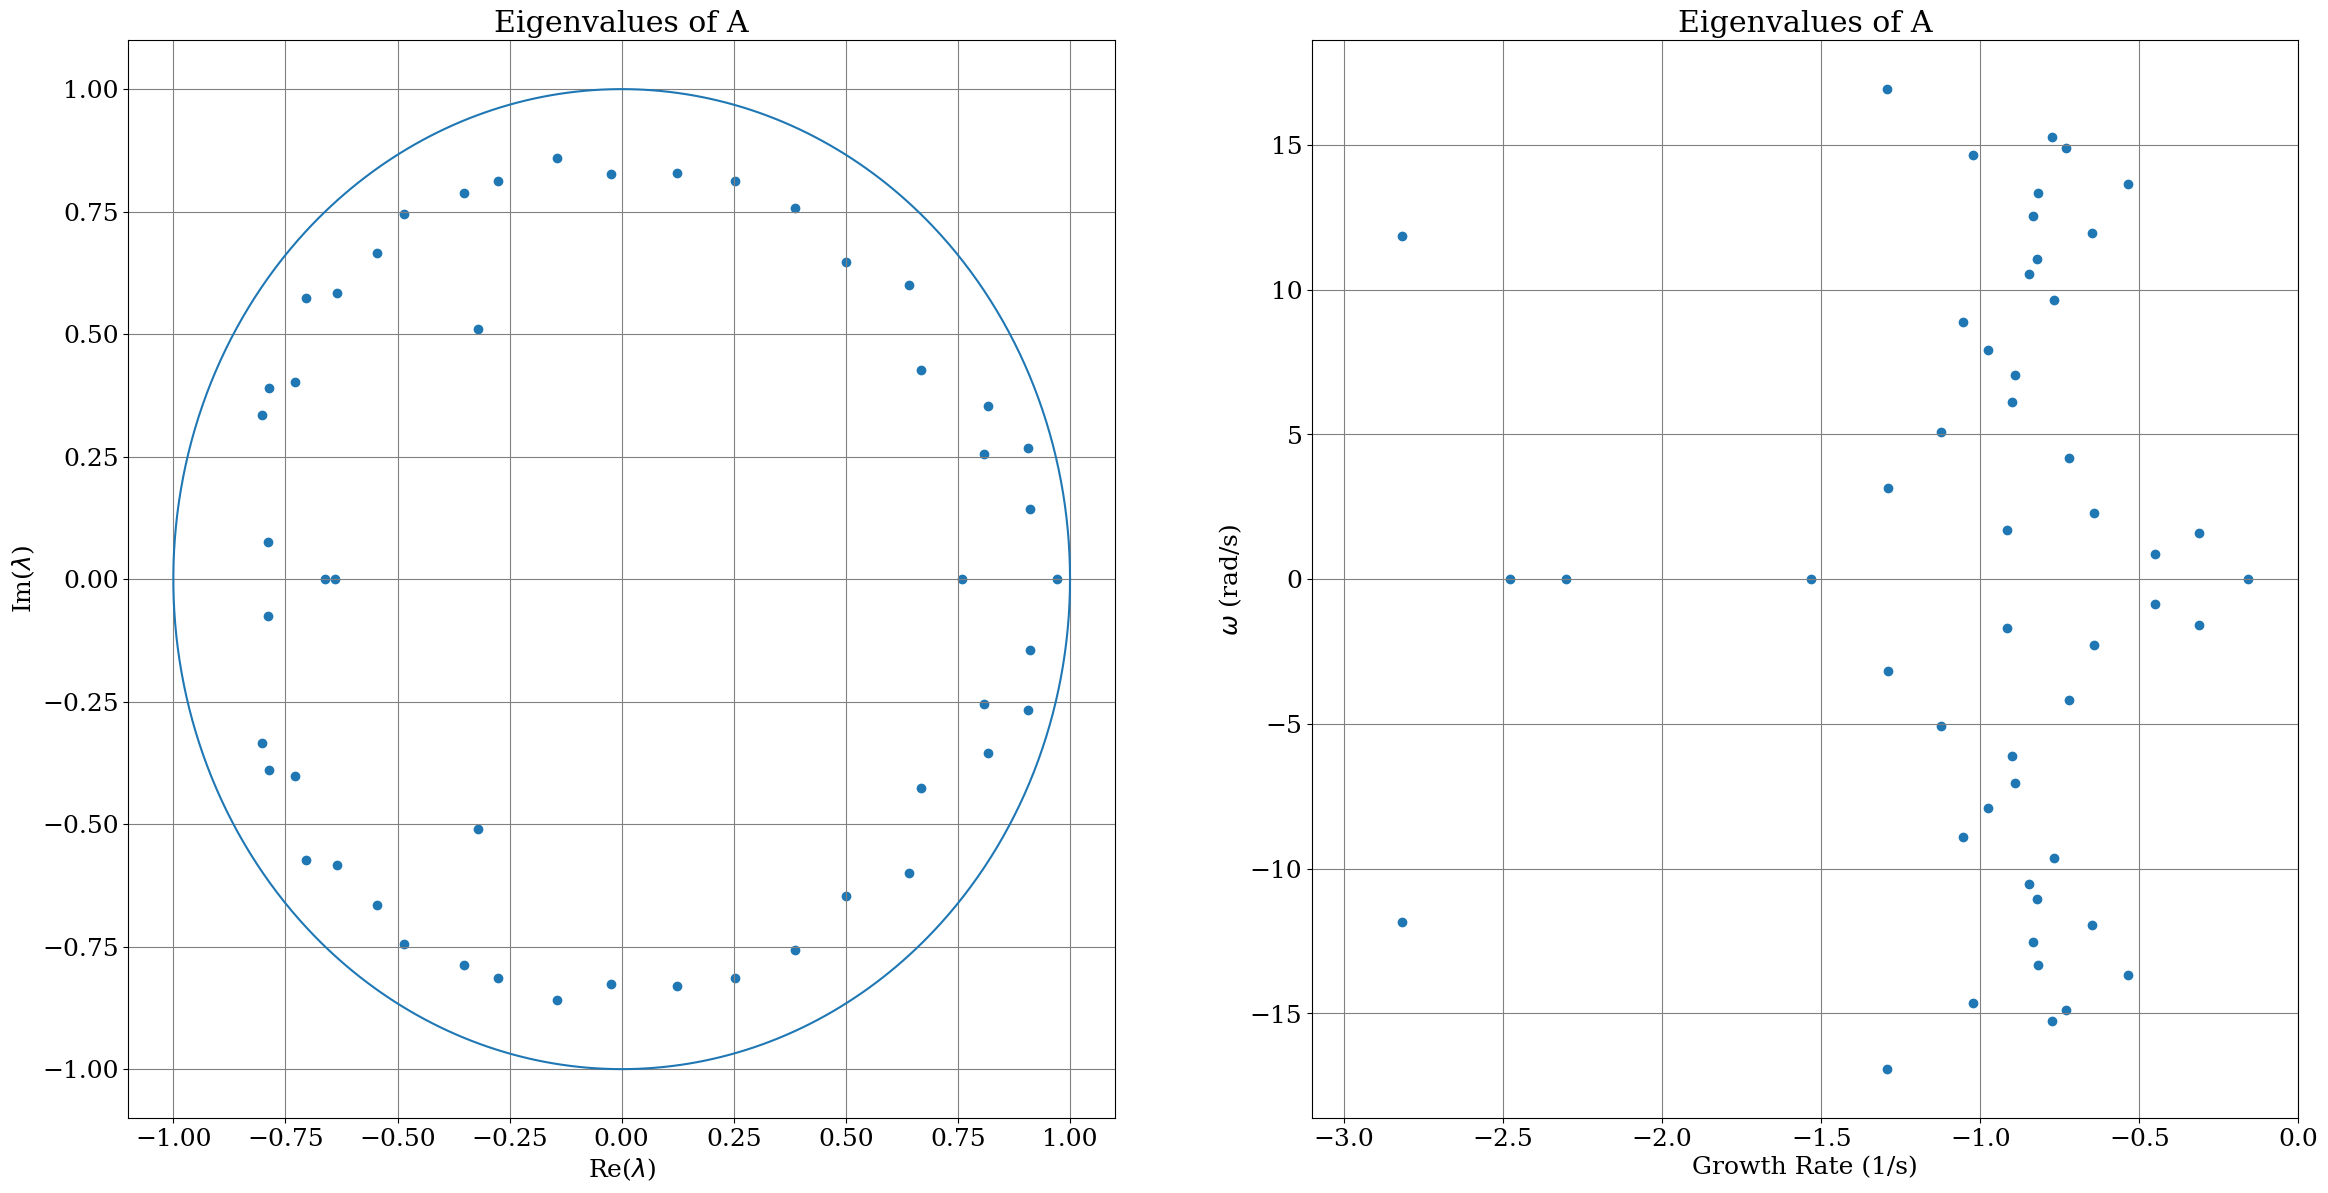 Eigenvalues of A
1.00
0.75
0.50
0.25
0.00
−0.25
−0.50
−0.75
−1.00
Im(λ)
−1.00 −0.75 −0.50 −0.25 0.00 0.25 0.50 0.75 1.00
Re(λ)
Eigenvalues of A
15
10
5
0
−5
−10
−15
ω (rad/s)
−3.0 −2.5 −2.0 −1.5 −1.0 −0.5 0.0
Growth Rate (1/s)